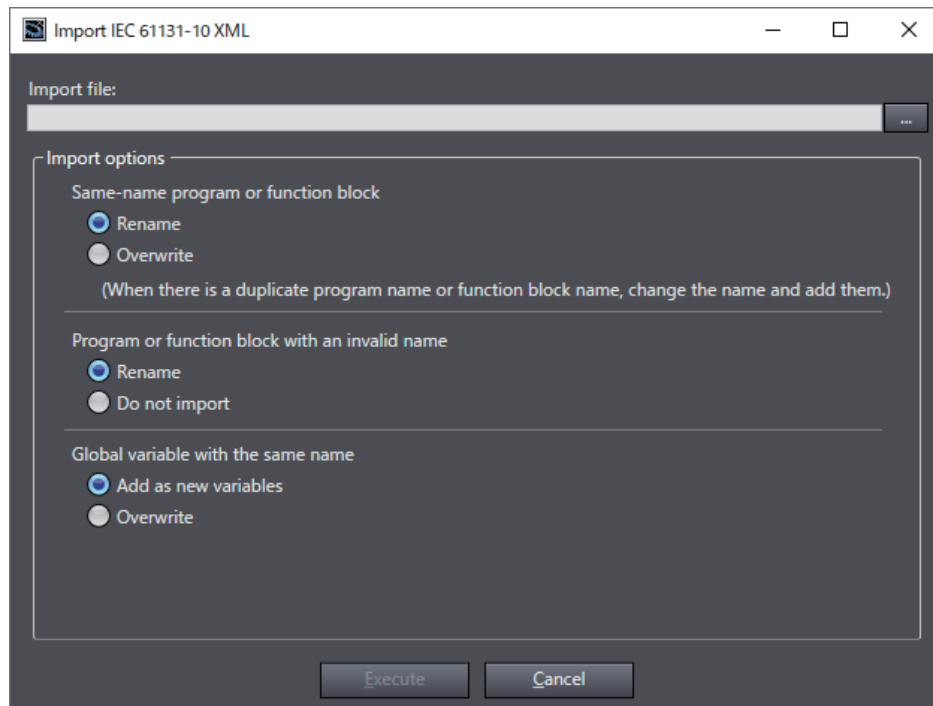 Import IEC 61131-10 XML
Import file:
...
Import options
Same-name program or function block
Rename
Overwrite
(When there is a duplicate program name or function block name, change the name and add them.)
Program or function block with an invalid name
Rename
Do not import
Global variable with the same name
Add as new variables
Overwrite
Execute Cancel